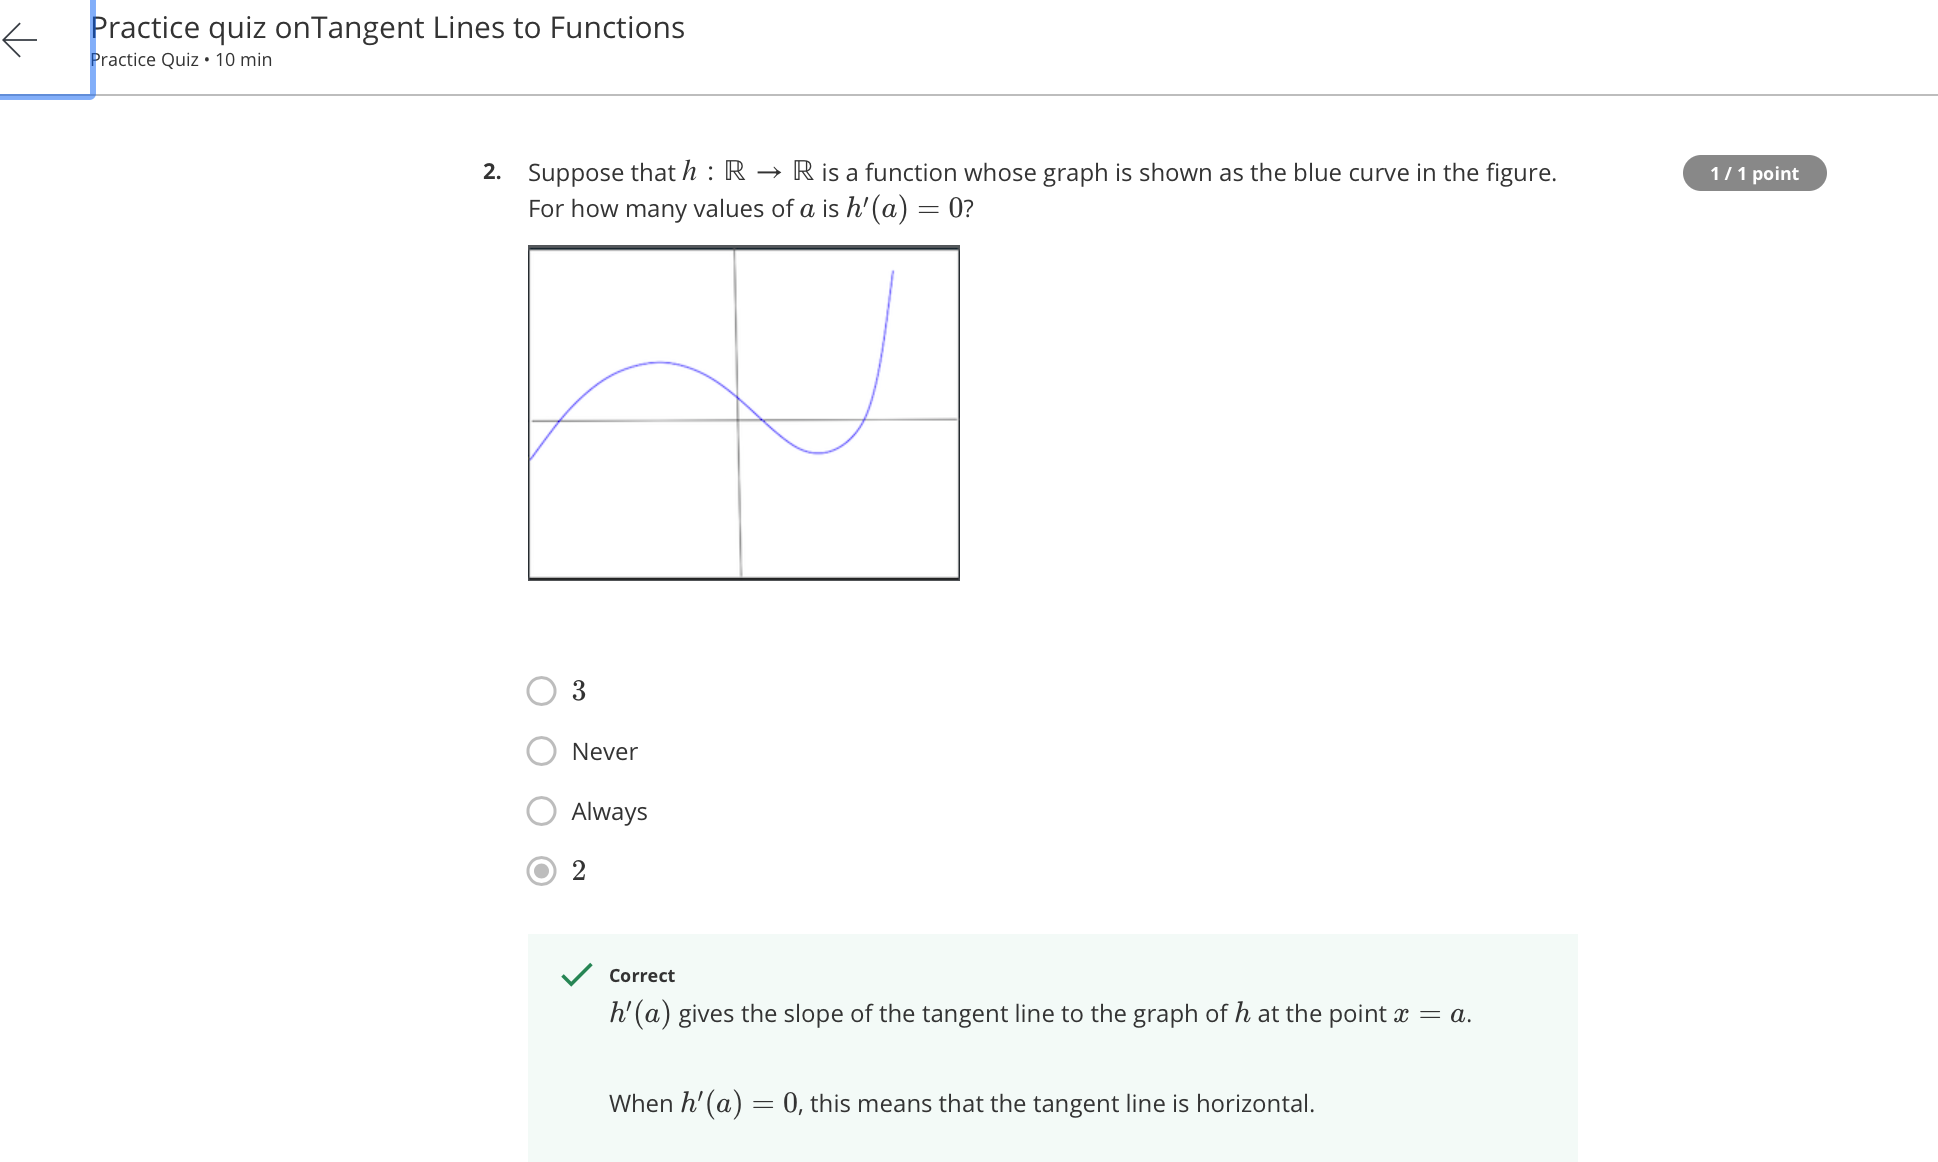 Practice quiz onTangent Lines to Functions
Practice Quiz • 10 min
2. Suppose that h : ℝ → ℝ is a function whose graph is shown as the blue curve in the figure.
1 / 1 point
For how many values of a is h′(a) = 0?
3
Never
Always
2
Correct
h′(a) gives the slope of the tangent line to the graph of h at the point x = a.
When h′(a) = 0, this means that the tangent line is horizontal.